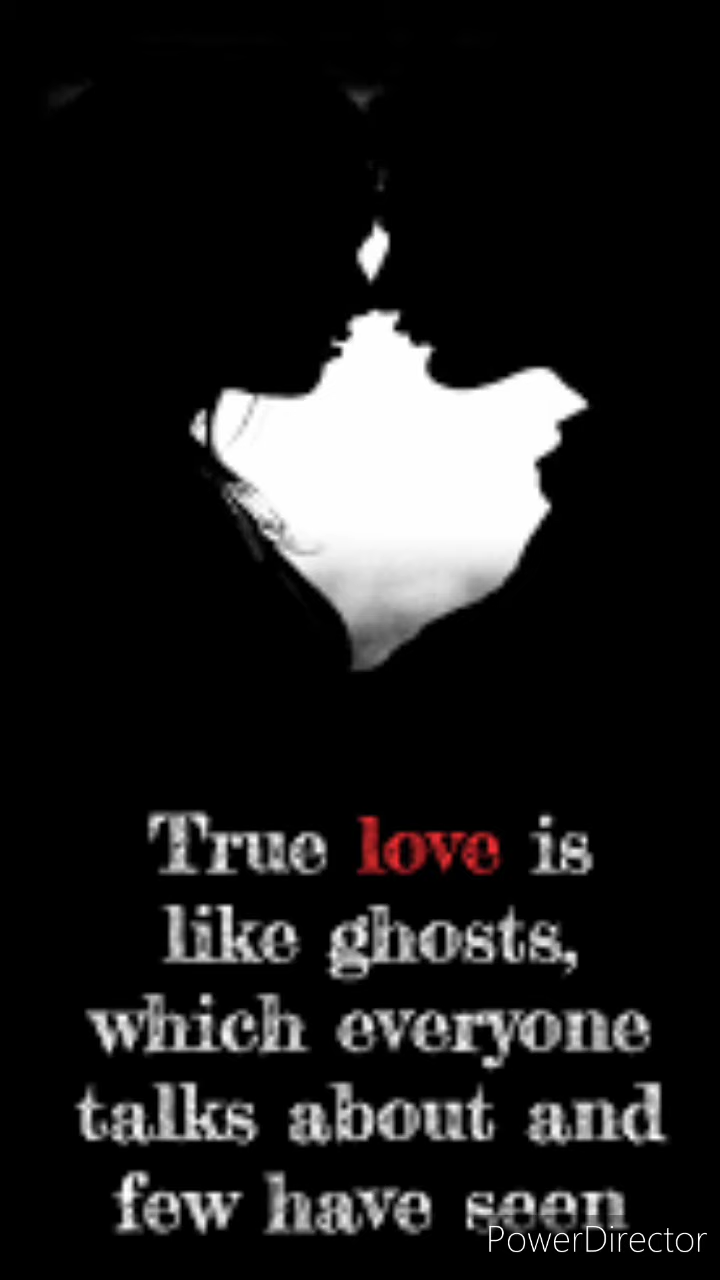 True love is
like ghosts,
which everyone
talks about and
few have seen
PowerDirector